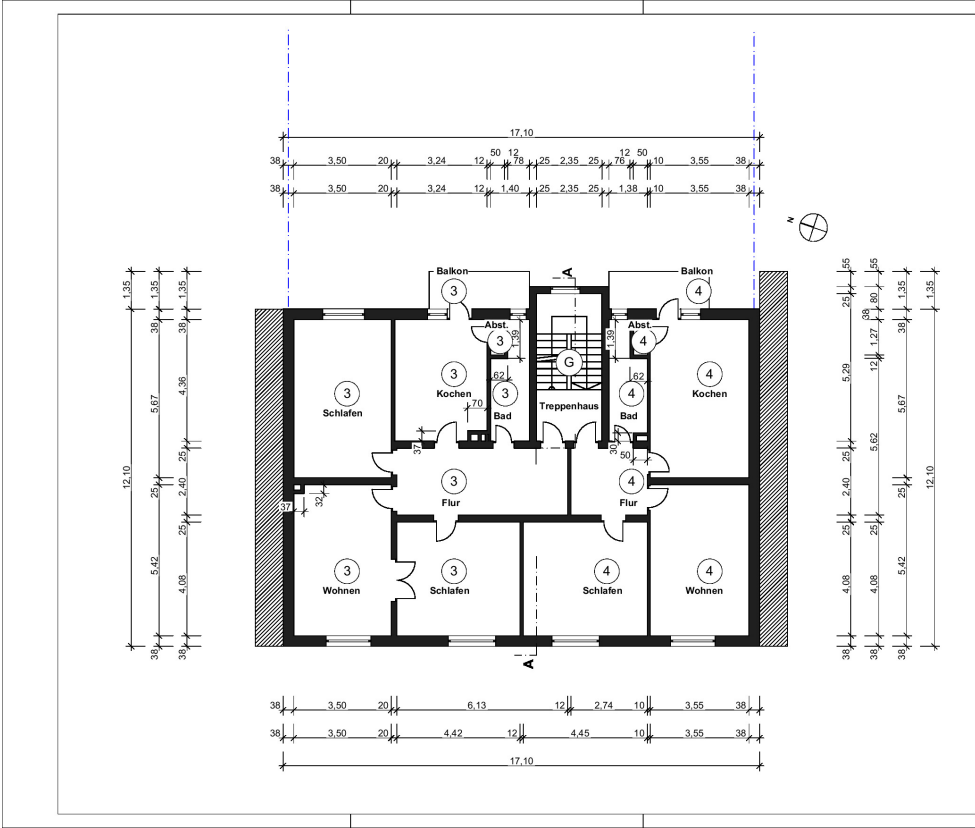 17,10
50 12
12 50
38 3,50 20 3,24 12 78 25 2,35 25 76 10 3,55 38
38 3,50 20 3,24 12 1,40 25 2,35 25 1,38 10 3,55 38
N
A
Balkon
3
Balkon
4
1,35 1,35 1,35
55 55 1,35 1,35
25 80
38 38 38 38
Abst.
3
1,39
Abst.
4
1,39
1,27
12
G
3
Kochen
62
3
Bad
62
4
Bad
4
Kochen
3
Schlafen
70
Treppenhaus
4,36
5,67
5,29
5,67
37
30
50
25
5,62
12,10
25
2,40
3
Flur
4
Flur
25
2,40
25
12,10
37
32
25
25
25
3
Wohnen
3
Schlafen
4
Schlafen
4
Wohnen
5,42
4,08
4,08
4,08
5,42
38 38
38 38 38
A
38 3,50 20 6,13 12 2,74 10 3,55 38
38 3,50 20 4,42 12 4,45 10 3,55 38
17,10